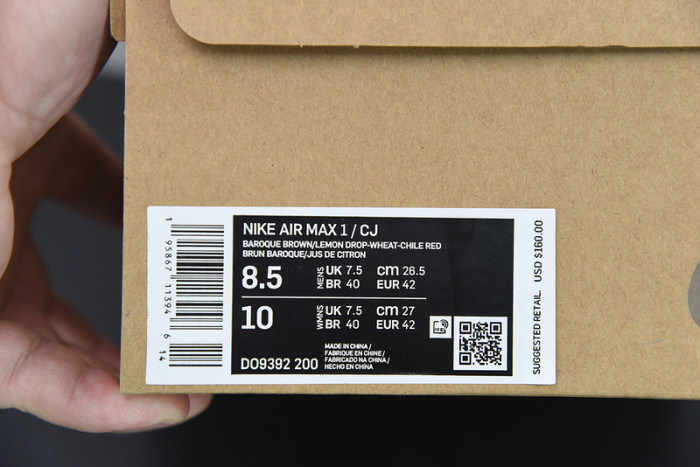 NIKE AIR MAX 1 / CJ
BAROQUE BROWN/LEMON DROP-WHEAT-CHILE RED
BRUN BAROQUE/JUS DE CITRON
8.5 MENS UK 7.5 cm 26.5
BR 40 EUR 42
10 WMNS UK 7.5 cm 27
BR 40 EUR 42
DO9392 200
MADE IN CHINA /
FABRIQUE EN CHINE /
FABRICADO NA CHINA /
HECHO EN CHINA
1 95867 11394 6 14
SUGGESTED RETAIL USD $160.00